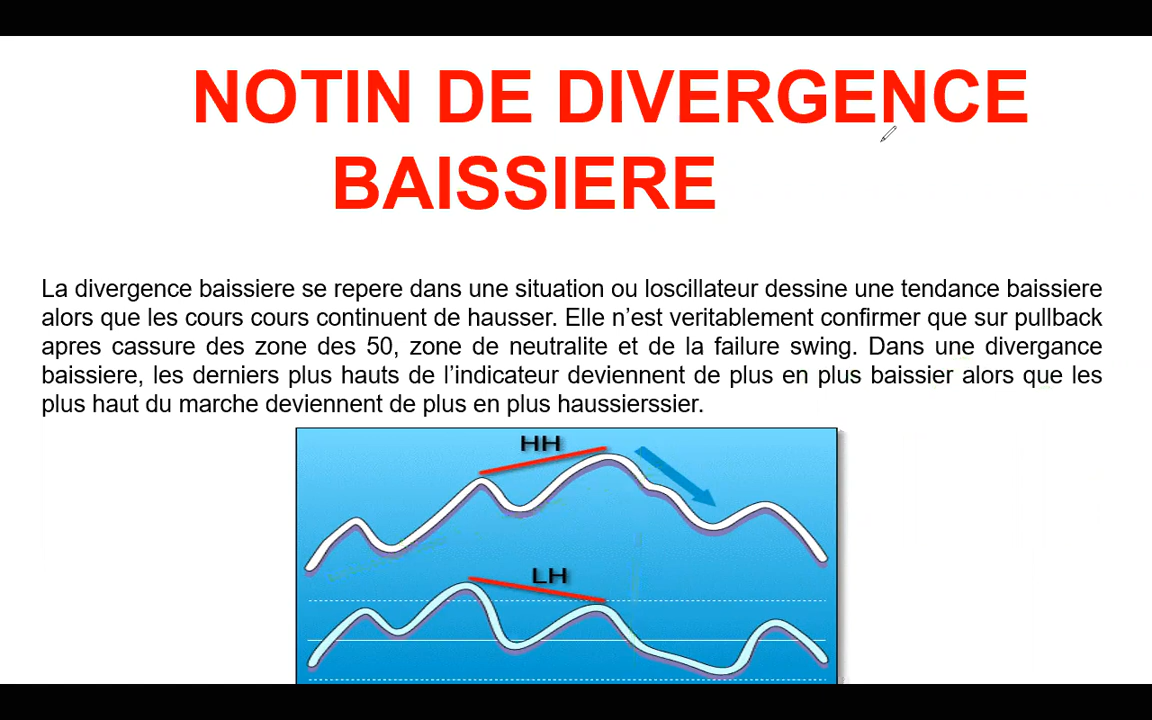 NOTIN DE DIVERGENCE
BAISSIERE
La divergence baissiere se repere dans une situation ou loscillateur dessine une tendance baissiere
alors que les cours cours continuent de hausser. Elle n’est veritablement confirmer que sur pullback
apres cassure des zone des 50, zone de neutralite et de la failure swing. Dans une divergance
baissiere, les derniers plus hauts de l’indicateur deviennent de plus en plus baissier alors que les
plus haut du marche deviennent de plus en plus haussierssier.
HH
LH